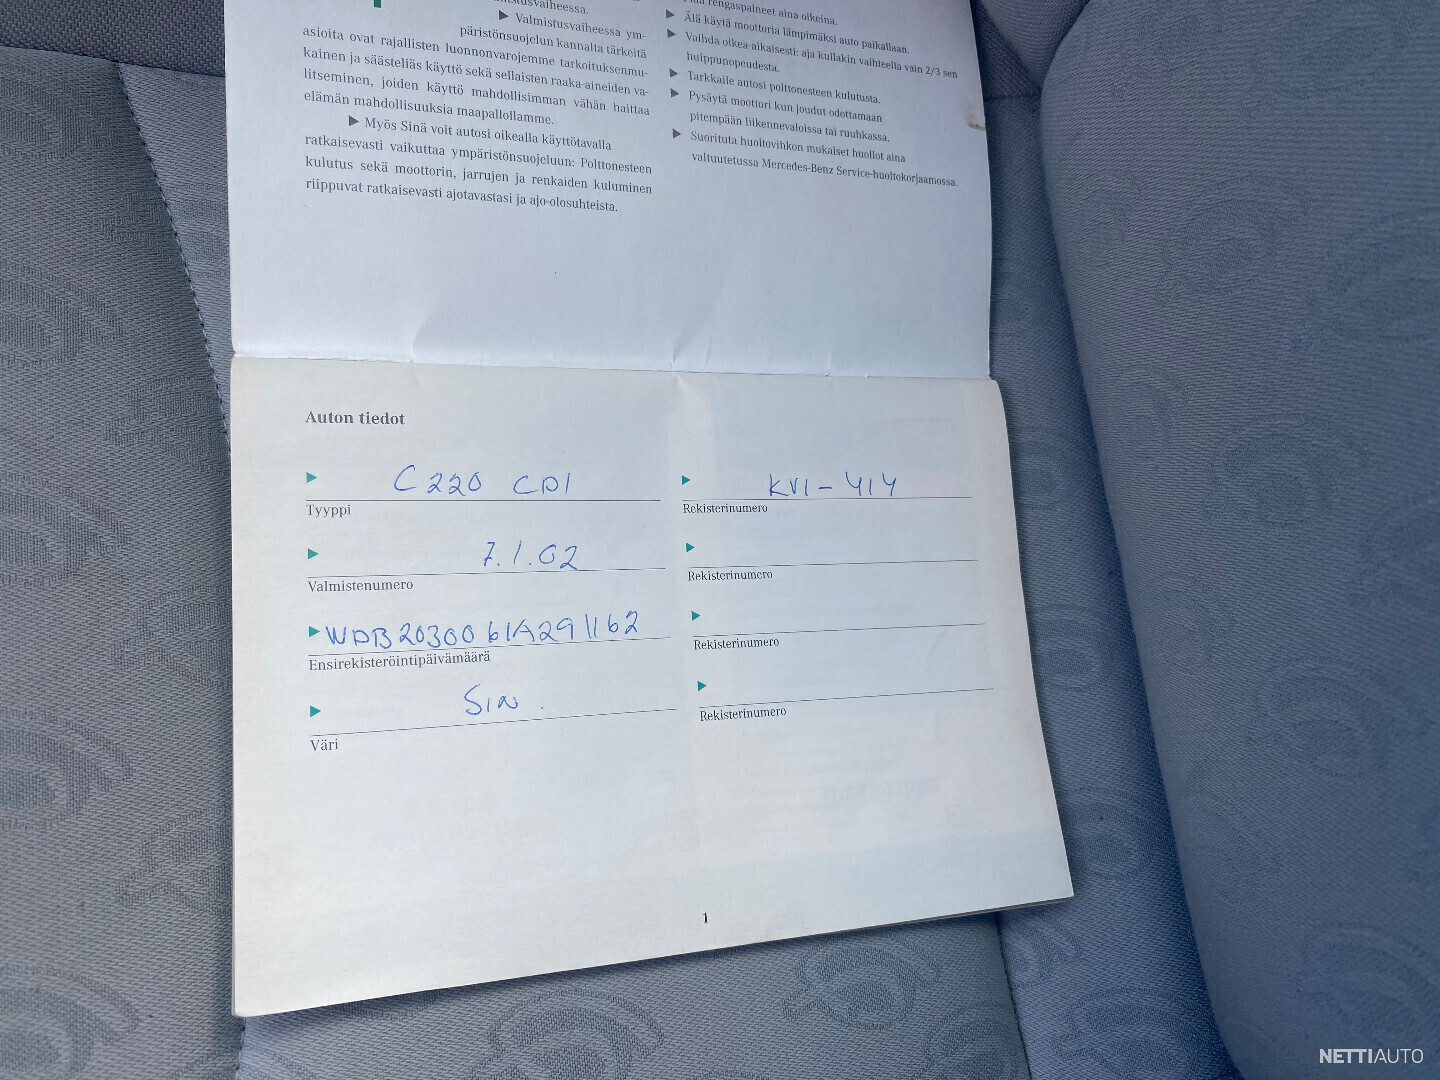 Valmistusvaiheessa ym-
päristönsuojelun kannalta tärkeitä
asioita ovat rajallisten luonnonvarojemme tarkoituksenmu-
kainen ja säästeliäs käyttö sekä sellaisten raaka-aineiden va-
litseminen, joiden käyttö mahdollisimman vähän haittaa
elämän mahdollisuuksia maapallollamme.
▶ Myös Sinä voit autosi oikealla käyttötavalla
ratkaisevasti vaikuttaa ympäristönsuojeluun: Polttonesteen
kulutus sekä moottorin, jarrujen ja renkaiden kuluminen
riippuvat ratkaisevasti ajotavastasi ja ajo-olosuhteista.
rengaspaineet aina oikeina.
▶ Älä käytä moottoria lämpimäksi auto paikallaan.
▶ Vaihda oikea-aikaisesti: aja kullakin vaihteella vain 2/3 sen
huippunopeudesta.
▶ Tarkkaile autosi polttonesteen kulutusta.
▶ Pysäytä moottori kun joudut odottamaan
pitempään liikennevaloissa tai ruuhkassa.
▶ Suorituta huoltovihkon mukaiset huollot aina
valtuutetussa Mercedes-Benz Service-huoltokorjaamossa.
Auton tiedot
▶ C220 CDI
Tyyppi
▶ 7.1.02
Valmistenumero
▶ WDB2030061A291162
Ensirekisteröintipäivämäärä
▶ SIN.
Väri
▶ KVI-414
Rekisterinumero
▶
Rekisterinumero
▶
Rekisterinumero
▶
Rekisterinumero
1
NETTIAUTO